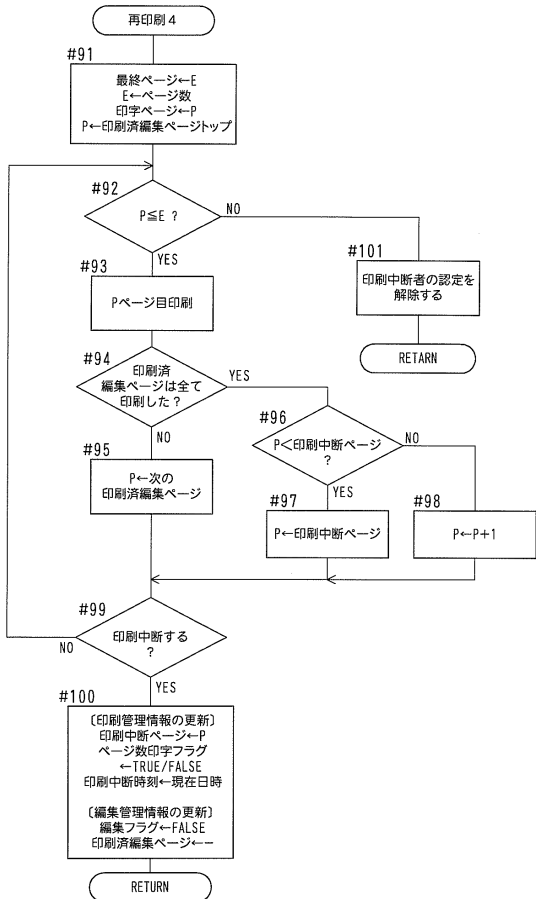 再印刷4
#91
最終ページ←E
E←ページ数
印字ページ←P
P←印刷済編集ページトップ
#92
P≦E ?
NO
YES
#101
印刷中断者の認定を
解除する
RETARN
#93
Pページ目印刷
#94
印刷済
編集ページは全て
印刷した?
YES
NO
#96
P<印刷中断ページ
?
NO
YES
#95
P←次の
印刷済編集ページ
#97
P←印刷中断ページ
#98
P←P+1
#99
印刷中断する
?
NO
YES
#100
〔印刷管理情報の更新〕
印刷中断ページ←P
ページ数印字フラグ
←TRUE/FALSE
印刷中断時刻←現在日時
〔編集管理情報の更新〕
編集フラグ←FALSE
印刷済編集ページ←ー
RETURN